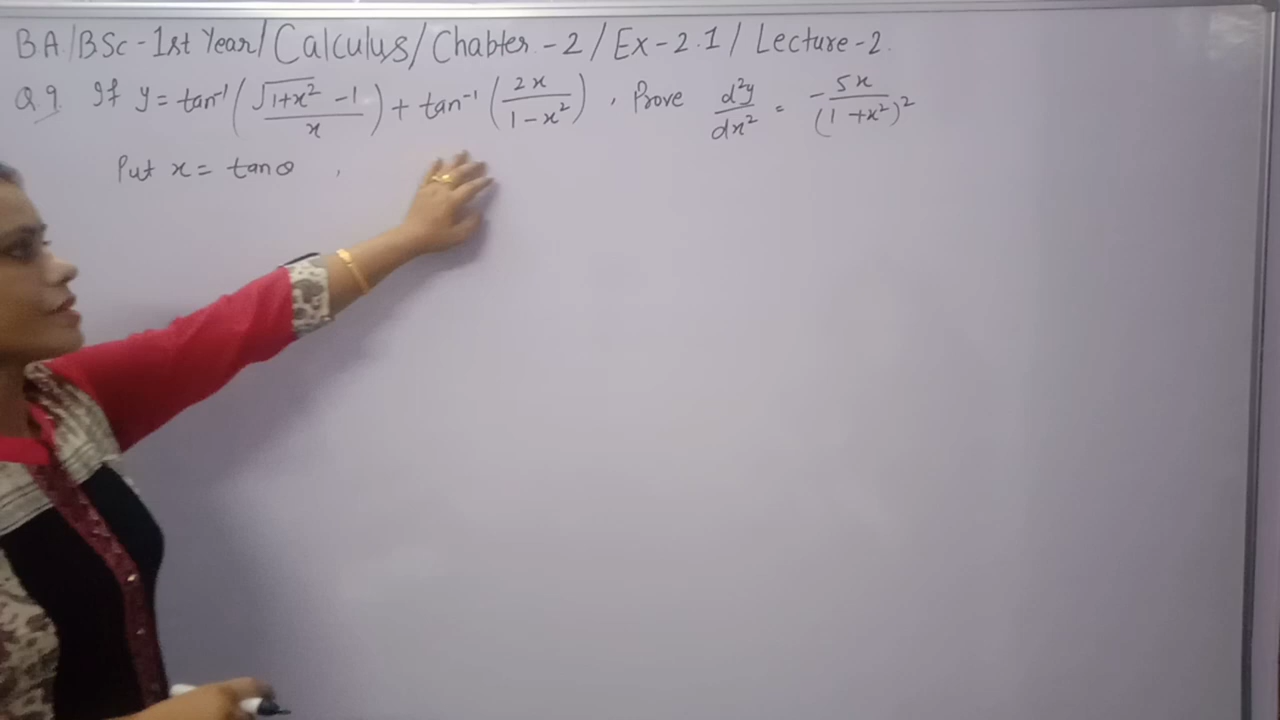 BA/BSc-1st Year/Calculus/Chapter-2/Ex-2.1/Lecture-2.
Q 9. If y = tan⁻¹ ( (√(1+x²) - 1) / x ) + tan⁻¹ ( 2x / (1-x²) ) , Prove d²y/dx² = -5x / (1+x²)²
Put x = tanθ ,